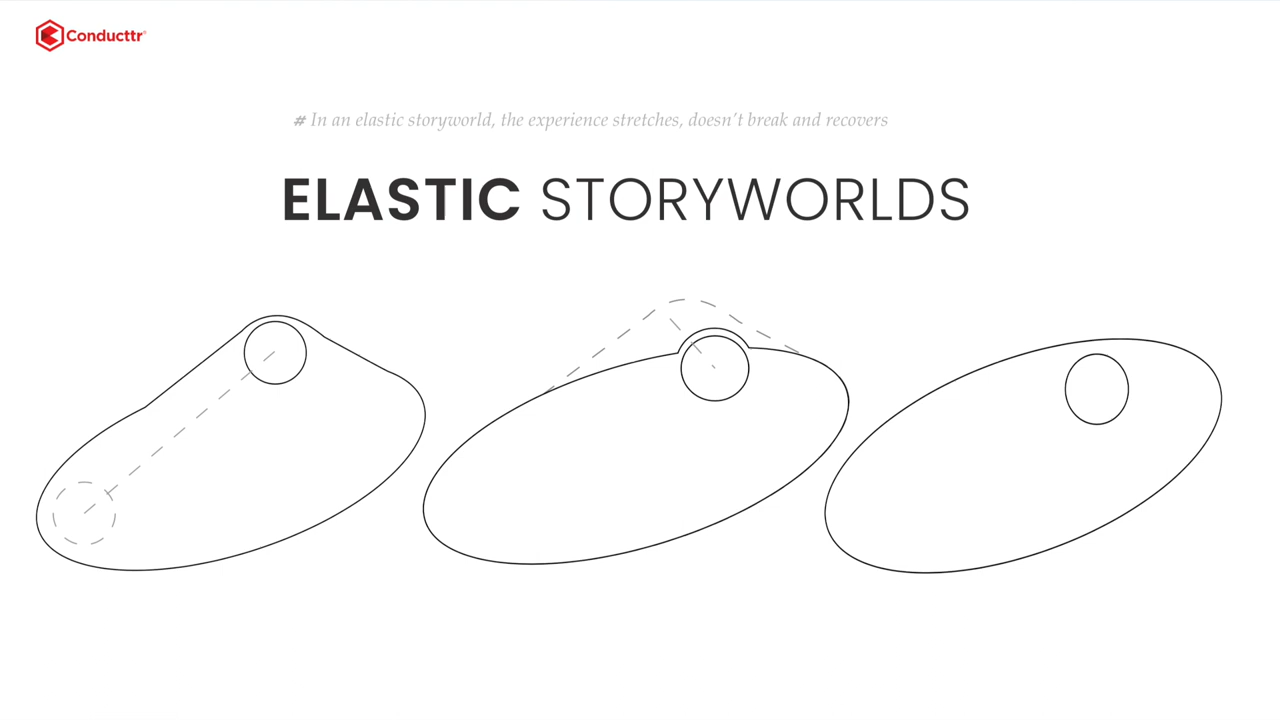 Conducttr®
# In an elastic storyworld, the experience stretches, doesn’t break and recovers
ELASTIC STORYWORLDS